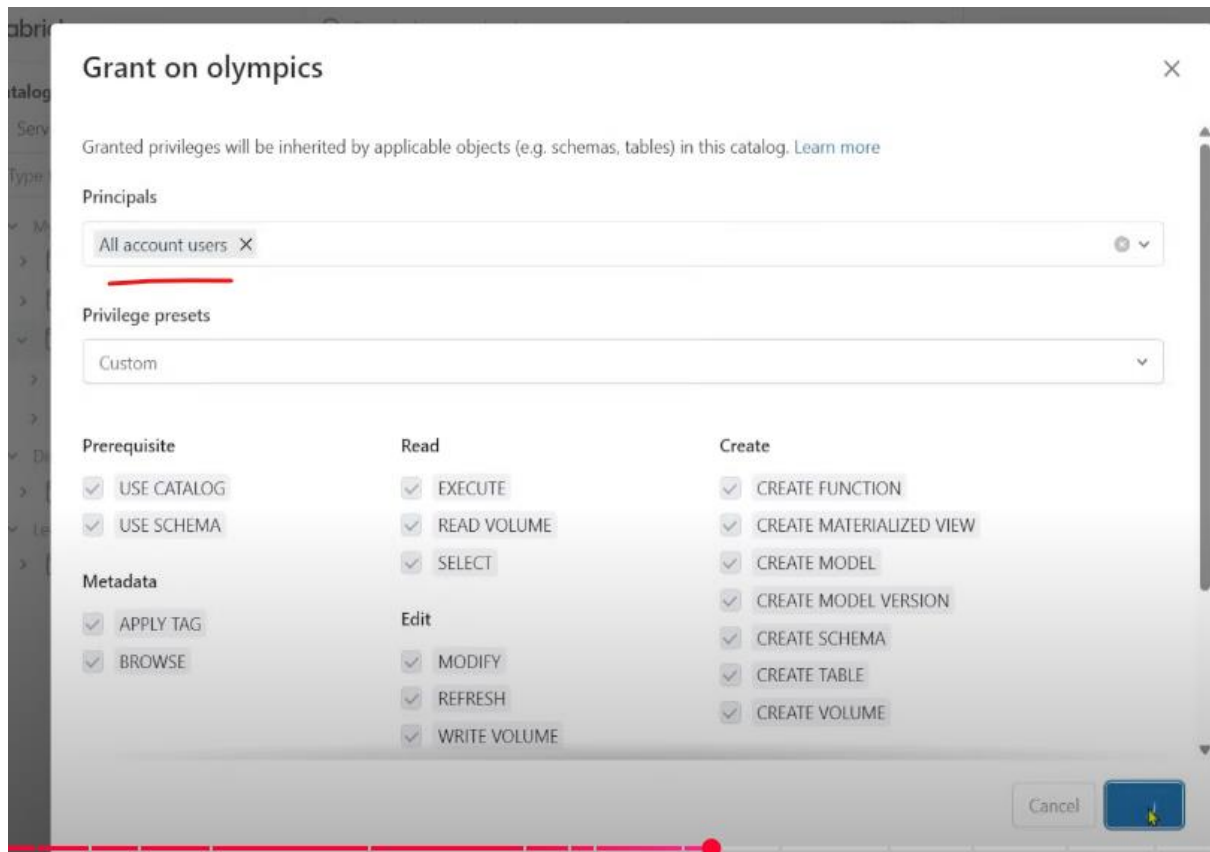 Grant on olympics
Granted privileges will be inherited by applicable objects (e.g. schemas, tables) in this catalog. Learn more
Principals
All account users
Privilege presets
Custom
Prerequisite
USE CATALOG
USE SCHEMA
Metadata
APPLY TAG
BROWSE
Read
EXECUTE
READ VOLUME
SELECT
Edit
MODIFY
REFRESH
WRITE VOLUME
Create
CREATE FUNCTION
CREATE MATERIALIZED VIEW
CREATE MODEL
CREATE MODEL VERSION
CREATE SCHEMA
CREATE TABLE
CREATE VOLUME
Cancel